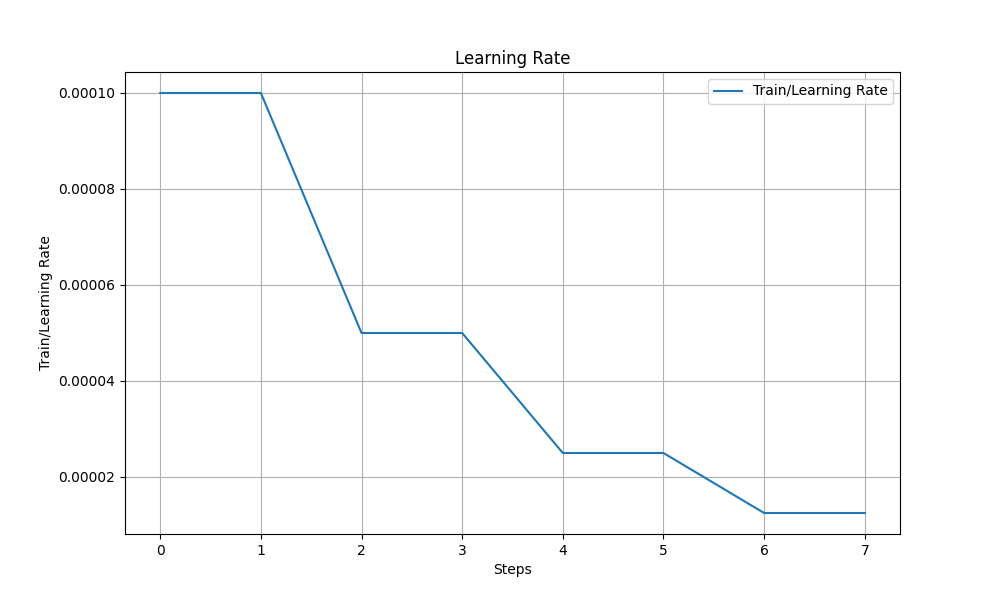 Learning Rate
Train/Learning Rate
0.00010
0.00008
0.00006
0.00004
0.00002
Train/Learning Rate
0 1 2 3 4 5 6 7
Steps